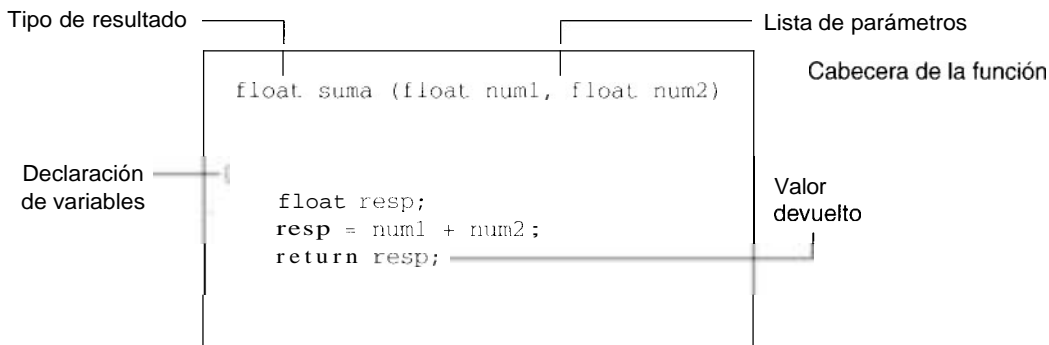 Tipo de resultado
Lista de parámetros
Cabecera de la función
float suma (float num1, float num2)
Declaración
de variables
float resp;
resp = num1 + num2;
return resp;
Valor
devuelto